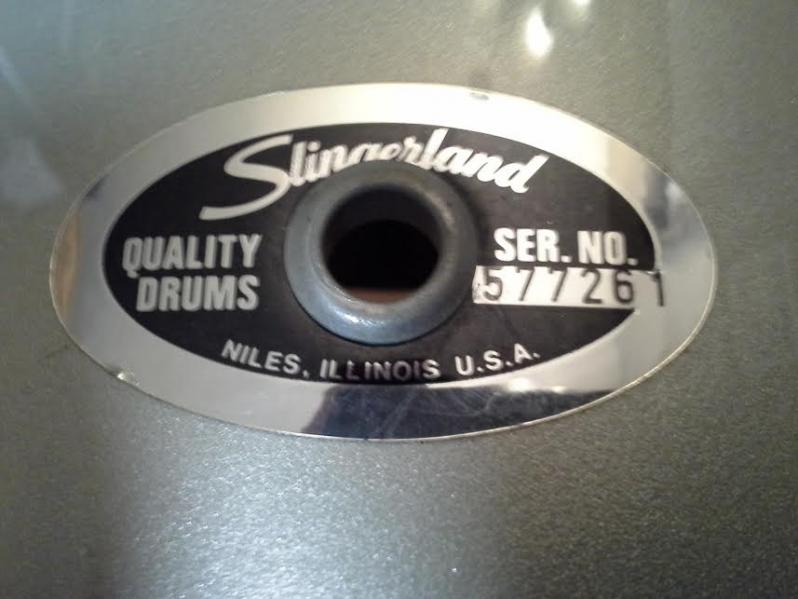 Slingerland
QUALITY DRUMS
SER. NO.
577261
NILES, ILLINOIS U.S.A.